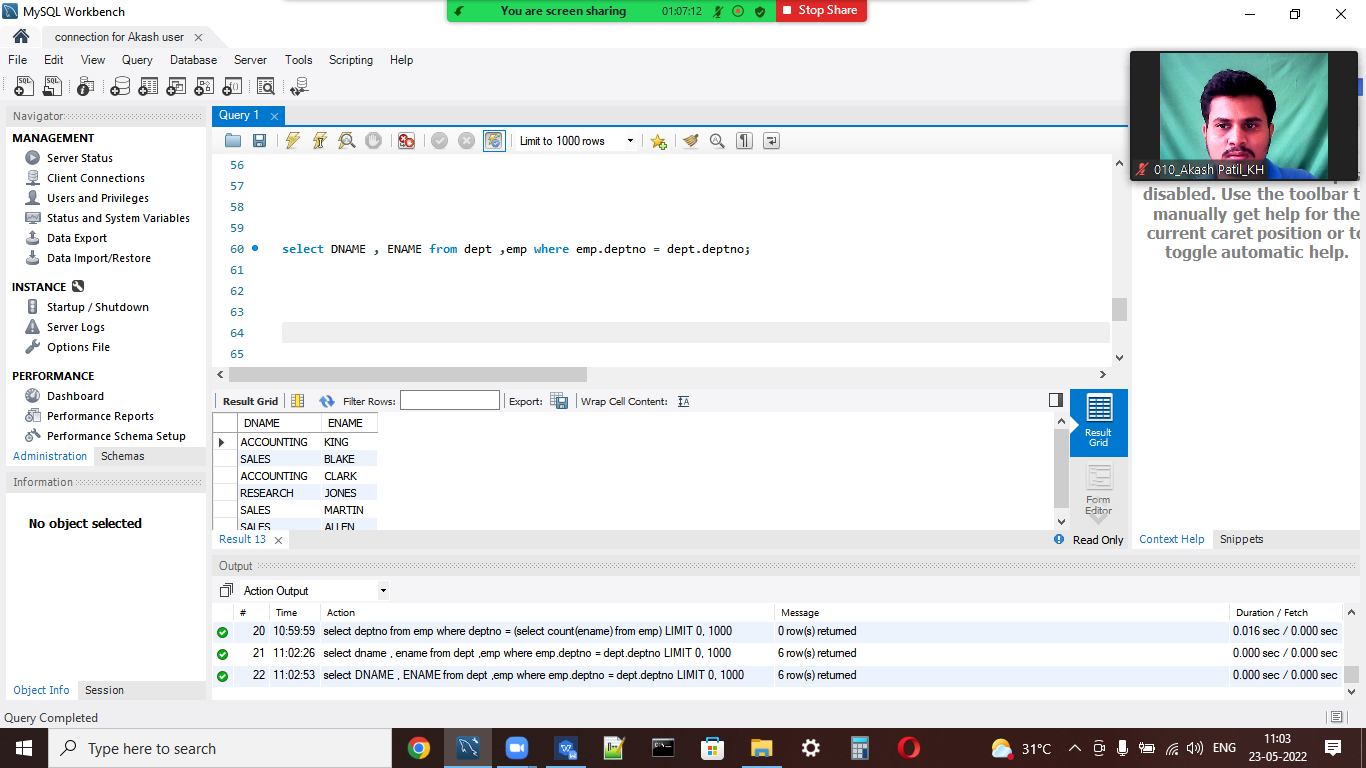 MySQL Workbench
You are screen sharing 01:07:12 Stop Share
connection for Akash user
File Edit View Query Database Server Tools Scripting Help
Navigator
MANAGEMENT
Server Status
Client Connections
Users and Privileges
Status and System Variables
Data Export
Data Import/Restore
INSTANCE
Startup / Shutdown
Server Logs
Options File
PERFORMANCE
Dashboard
Performance Reports
Performance Schema Setup
Administration Schemas
Information
No object selected
Object Info Session
Query 1
Limit to 1000 rows
56
57
58
59
60 select DNAME , ENAME from dept ,emp where emp.deptno = dept.deptno;
61
62
63
64
65
Result Grid Filter Rows: Export: Wrap Cell Content:
DNAME ENAME
ACCOUNTING KING
SALES BLAKE
ACCOUNTING CLARK
RESEARCH JONES
SALES MARTIN
SALES ALLEN
Result Grid
Form Editor
Result 13
Read Only
010_Akash Patil_KH
disabled. Use the toolbar t
manually get help for the
current caret position or to
toggle automatic help.
Context Help Snippets
Output
Action Output
# Time Action Message Duration / Fetch
20 10:59:59 select deptno from emp where deptno = (select count(ename) from emp) LIMIT 0, 1000 0 row(s) returned 0.016 sec / 0.000 sec
21 11:02:26 select dname , ename from dept ,emp where emp.deptno = dept.deptno LIMIT 0, 1000 6 row(s) returned 0.000 sec / 0.000 sec
22 11:02:53 select DNAME , ENAME from dept ,emp where emp.deptno = dept.deptno LIMIT 0, 1000 6 row(s) returned 0.000 sec / 0.000 sec
Query Completed
Type here to search
31°C ENG 11:03
23-05-2022